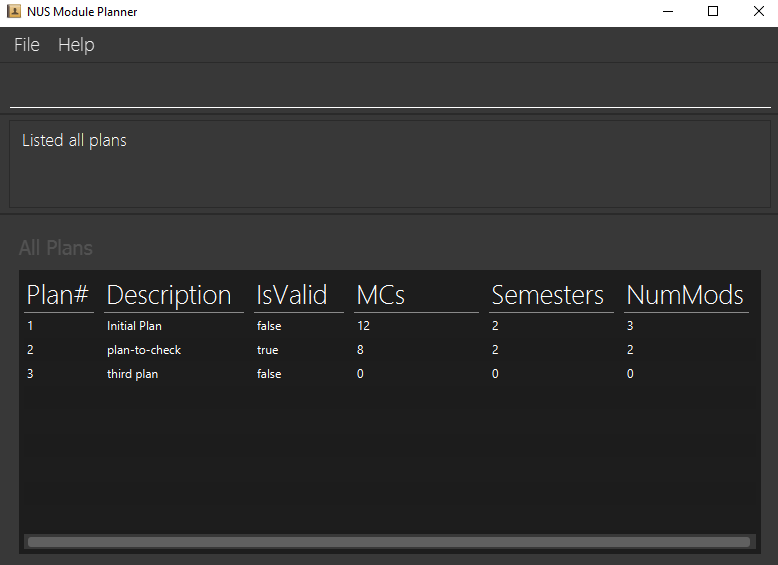 NUS Module Planner
File Help
Listed all plans
All Plans
Plan# Description IsValid MCs Semesters NumMods
1 Initial Plan false 12 2 3
2 plan-to-check true 8 2 2
3 third plan false 0 0 0